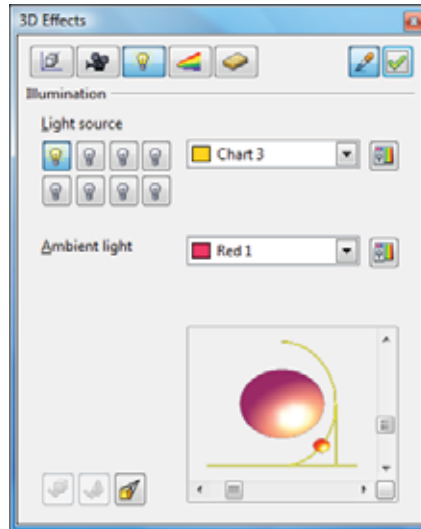 3D Effects
Illumination
Light source
Chart 3
Ambient light
Red 1